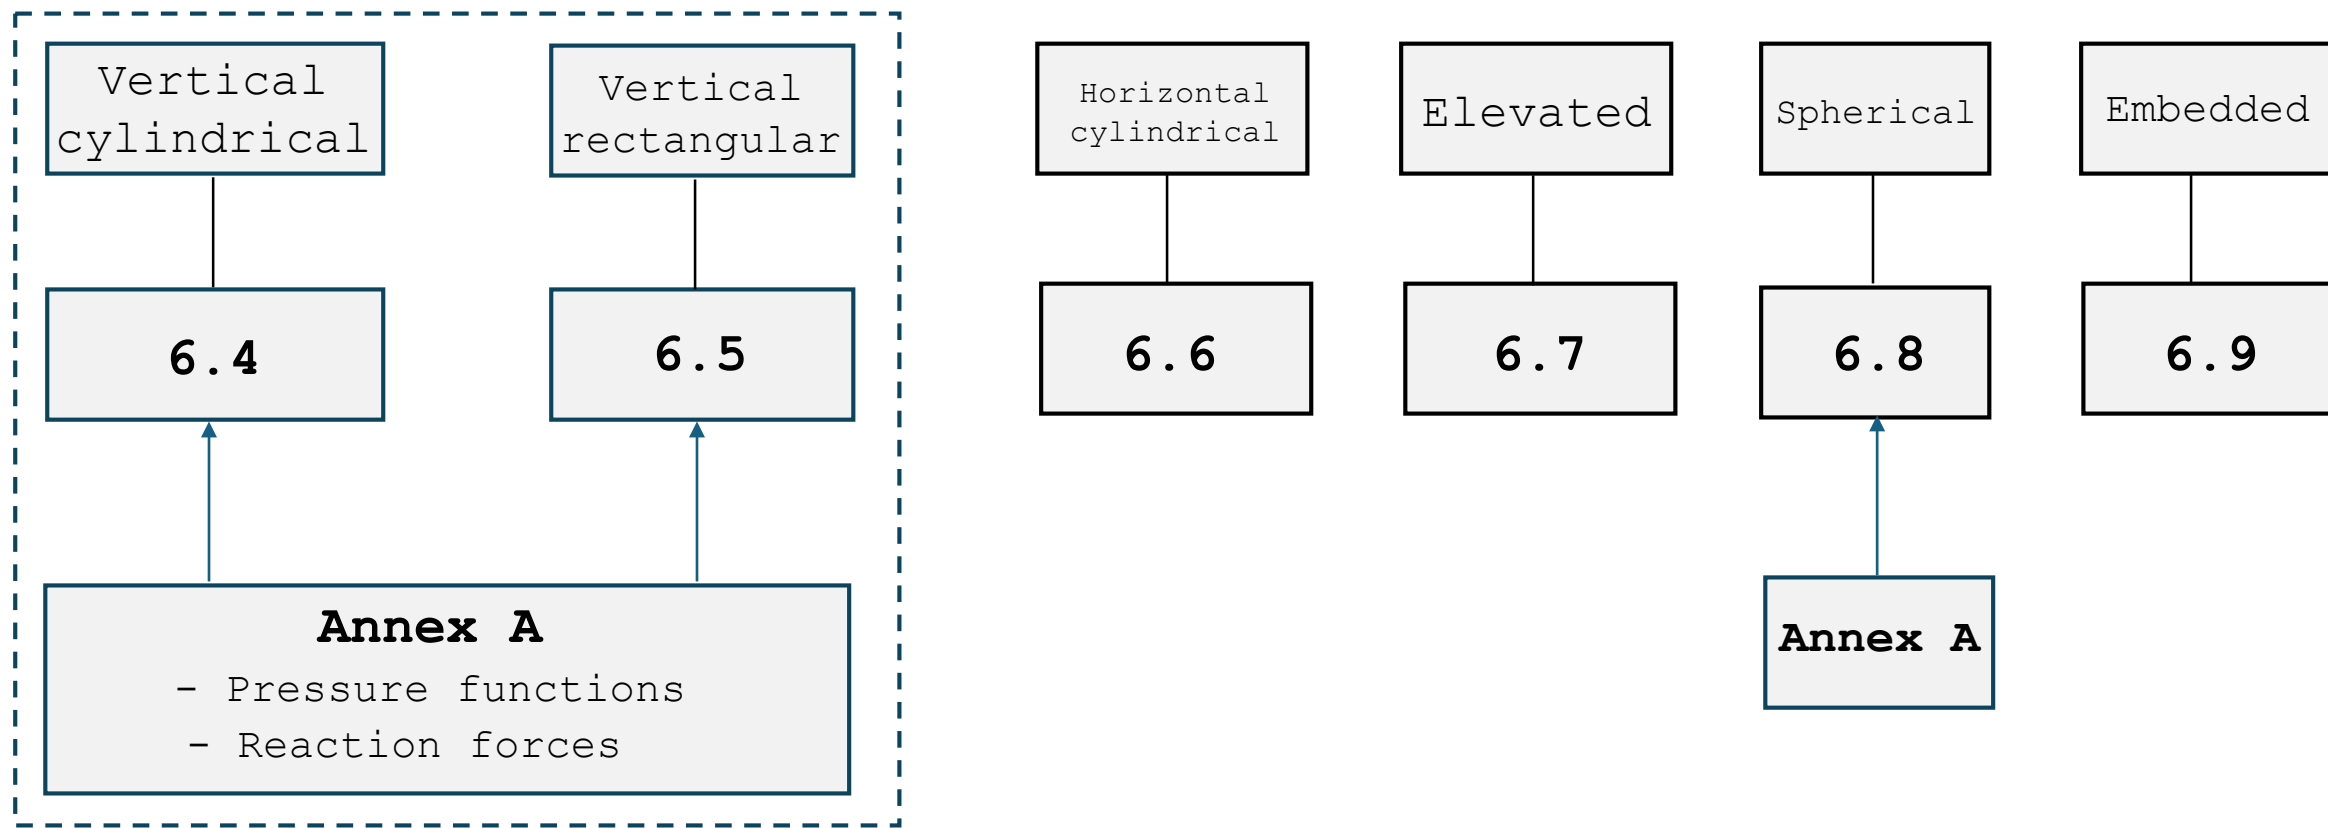 Vertical
cylindrical
Vertical
rectangular
Horizontal
cylindrical
Elevated
Spherical
Embedded
6.4
6.5
6.6
6.7
6.8
6.9
Annex A
- Pressure functions
- Reaction forces
Annex A